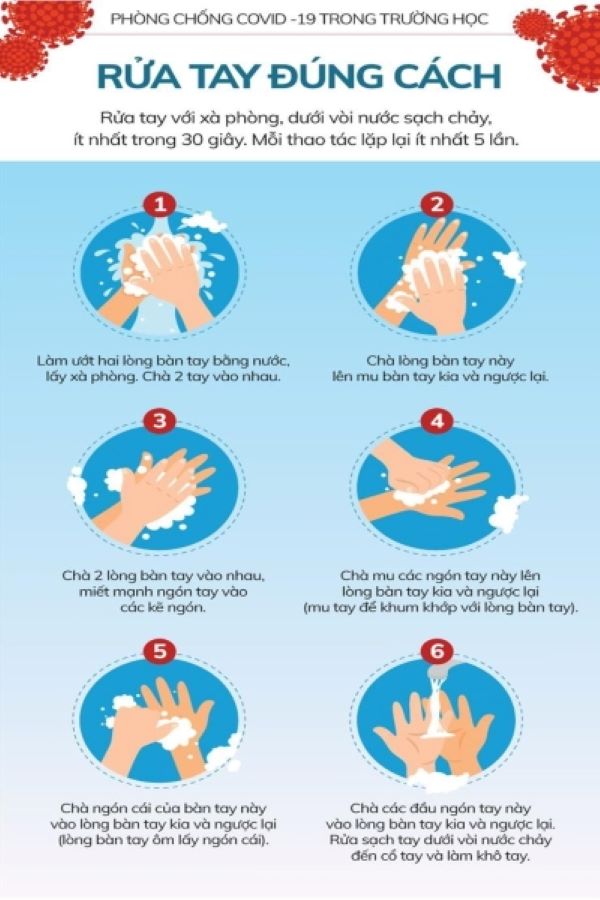 PHÒNG CHỐNG COVID -19 TRONG TRƯỜNG HỌC
RỬA TAY ĐÚNG CÁCH
Rửa tay với xà phòng, dưới vòi nước sạch chảy,
ít nhất trong 30 giây. Mỗi thao tác lặp lại ít nhất 5 lần.
1
Làm ướt hai lòng bàn tay bằng nước,
lấy xà phòng. Chà 2 tay vào nhau.
2
Chà lòng bàn tay này
lên mu bàn tay kia và ngược lại.
3
Chà 2 lòng bàn tay vào nhau,
miết mạnh ngón tay vào
các kẽ ngón.
4
Chà mu các ngón tay này lên
lòng bàn tay kia và ngược lại
(mu tay để khum khớp với lòng bàn tay).
5
Chà ngón cái của bàn tay này
vào lòng bàn tay kia và ngược lại
(lòng bàn tay ôm lấy ngón cái).
6
Chà các đầu ngón tay này
vào lòng bàn tay kia và ngược lại.
Rửa sạch tay dưới vòi nước chảy
đến cổ tay và làm khô tay.